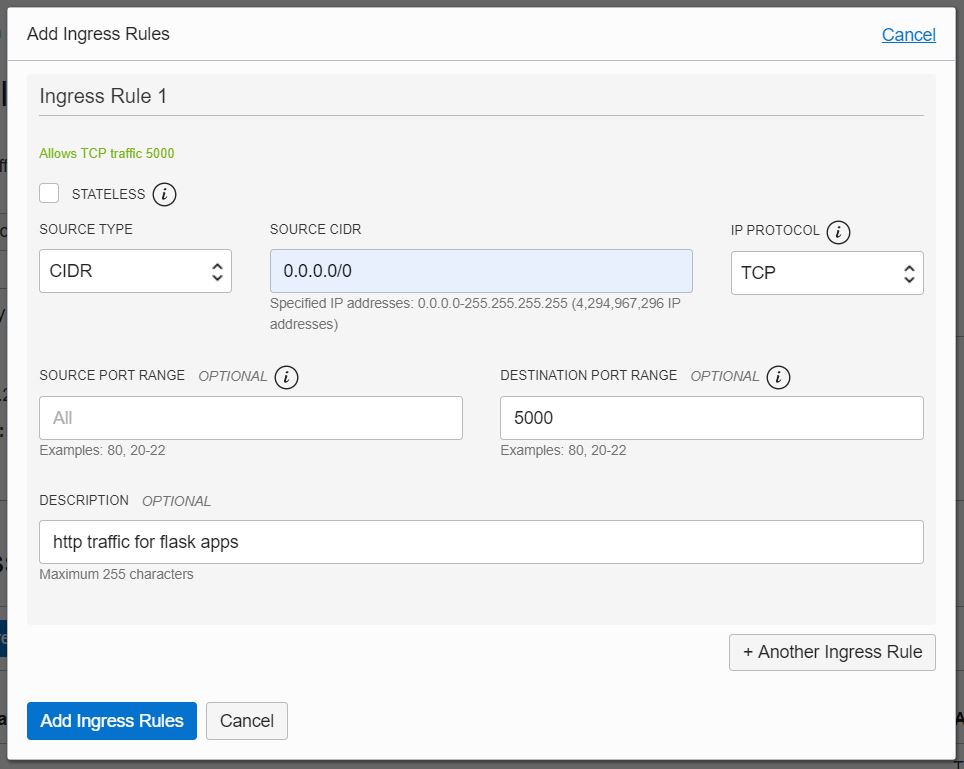 Add Ingress Rules
Cancel
Ingress Rule 1
Allows TCP traffic 5000
STATELESS i
SOURCE TYPE
SOURCE CIDR
IP PROTOCOL i
CIDR
0.0.0.0/0
TCP
Specified IP addresses: 0.0.0.0-255.255.255.255 (4,294,967,296 IP
addresses)
SOURCE PORT RANGE OPTIONAL i
DESTINATION PORT RANGE OPTIONAL i
All
5000
Examples: 80, 20-22
Examples: 80, 20-22
DESCRIPTION OPTIONAL
http traffic for flask apps
Maximum 255 characters
+ Another Ingress Rule
Add Ingress Rules
Cancel